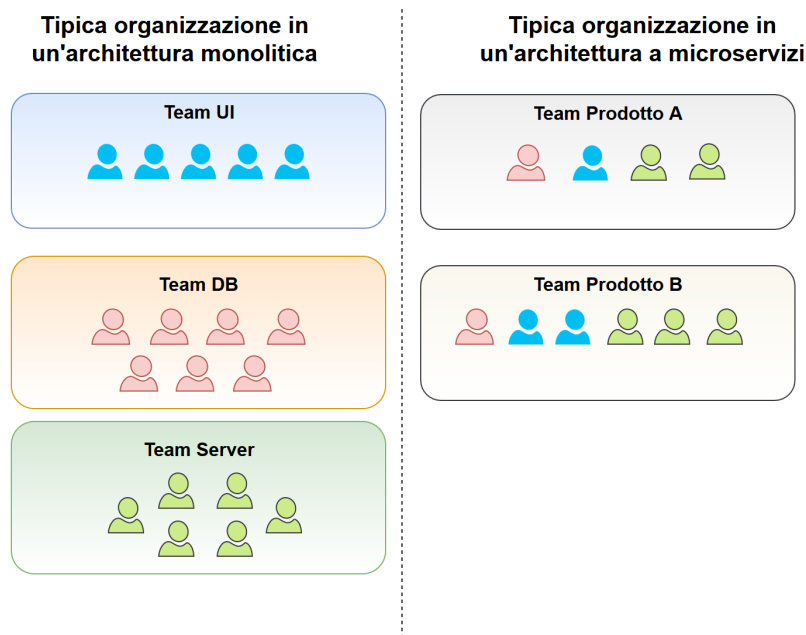 Tipica organizzazione in
un'architettura monolitica
Team UI
Team DB
Team Server
Tipica organizzazione in
un'architettura a microservizi
Team Prodotto A
Team Prodotto B